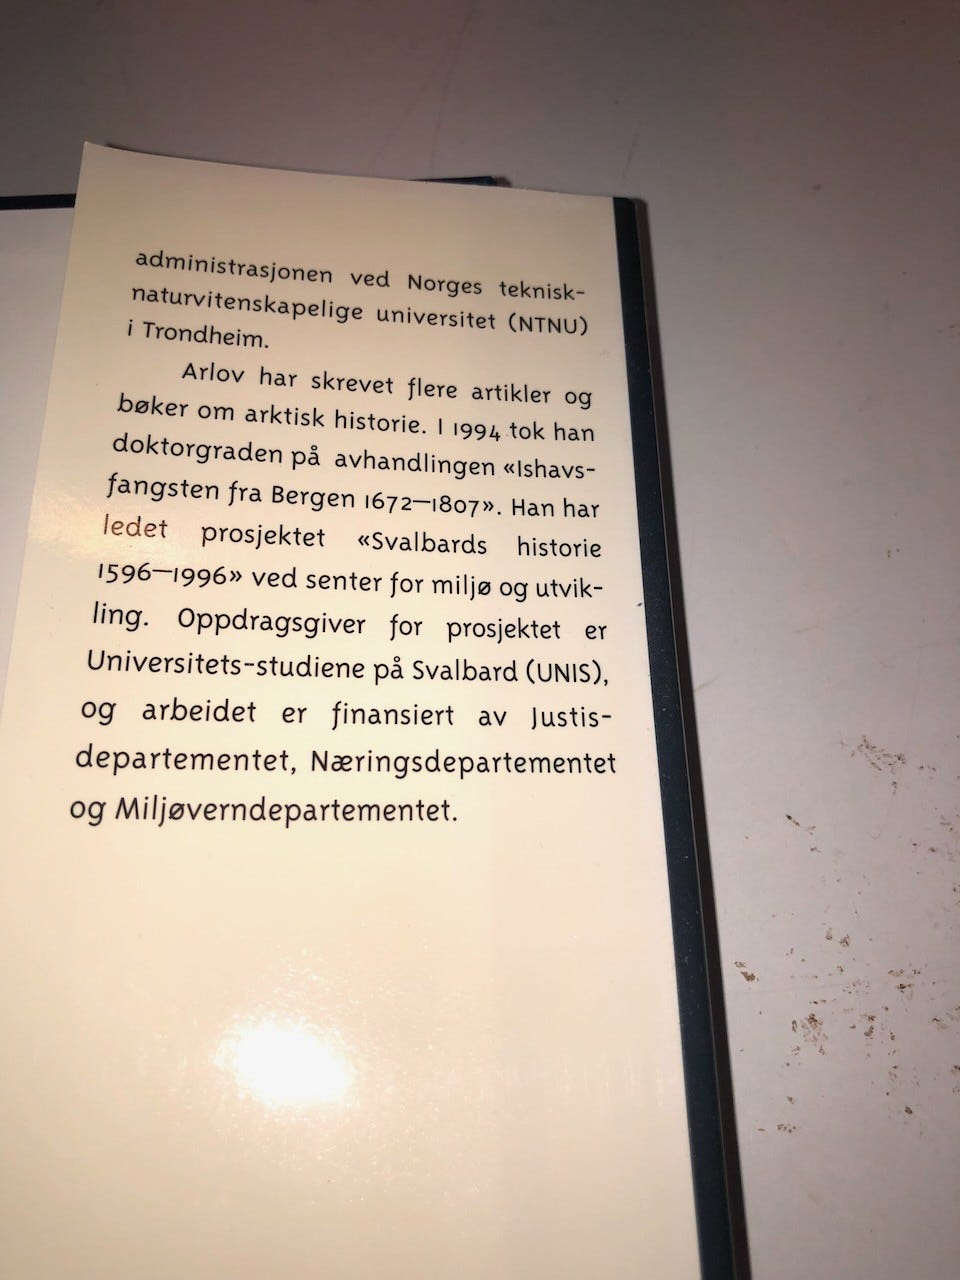 administrasjonen ved Norges teknisk-
naturvitenskapelige universitet (NTNU)
i Trondheim.
Arlov har skrevet flere artikler og
bøker om arktisk historie. I 1994 tok han
doktorgraden på avhandlingen «Ishavs-
fangsten fra Bergen 1672—1807». Han har
ledet prosjektet «Svalbards historie
1596—1996» ved senter for miljø og utvik-
ling. Oppdragsgiver for prosjektet er
Universitets-studiene på Svalbard (UNIS),
og arbeidet er finansiert av Justis-
departementet, Næringsdepartementet
og Miljøverndepartementet.